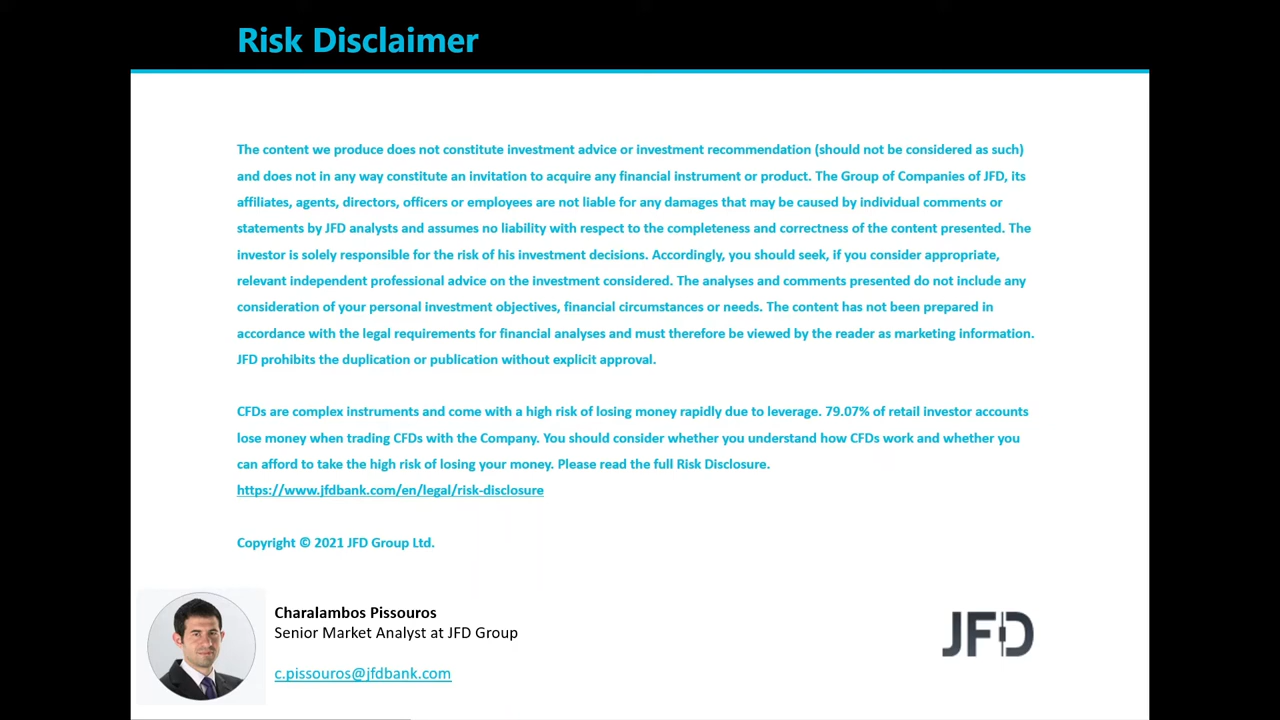 Risk Disclaimer
The content we produce does not constitute investment advice or investment recommendation (should not be considered as such)
and does not in any way constitute an invitation to acquire any financial instrument or product. The Group of Companies of JFD, its
affiliates, agents, directors, officers or employees are not liable for any damages that may be caused by individual comments or
statements by JFD analysts and assumes no liability with respect to the completeness and correctness of the content presented. The
investor is solely responsible for the risk of his investment decisions. Accordingly, you should seek, if you consider appropriate,
relevant independent professional advice on the investment considered. The analyses and comments presented do not include any
consideration of your personal investment objectives, financial circumstances or needs. The content has not been prepared in
accordance with the legal requirements for financial analyses and must therefore be viewed by the reader as marketing information.
JFD prohibits the duplication or publication without explicit approval.
CFDs are complex instruments and come with a high risk of losing money rapidly due to leverage. 79.07% of retail investor accounts
lose money when trading CFDs with the Company. You should consider whether you understand how CFDs work and whether you
can afford to take the high risk of losing your money. Please read the full Risk Disclosure.
https://www.jfdbank.com/en/legal/risk-disclosure
Copyright © 2021 JFD Group Ltd.
Charalambos Pissouros
Senior Market Analyst at JFD Group
c.pissouros@jfdbank.com
JFD